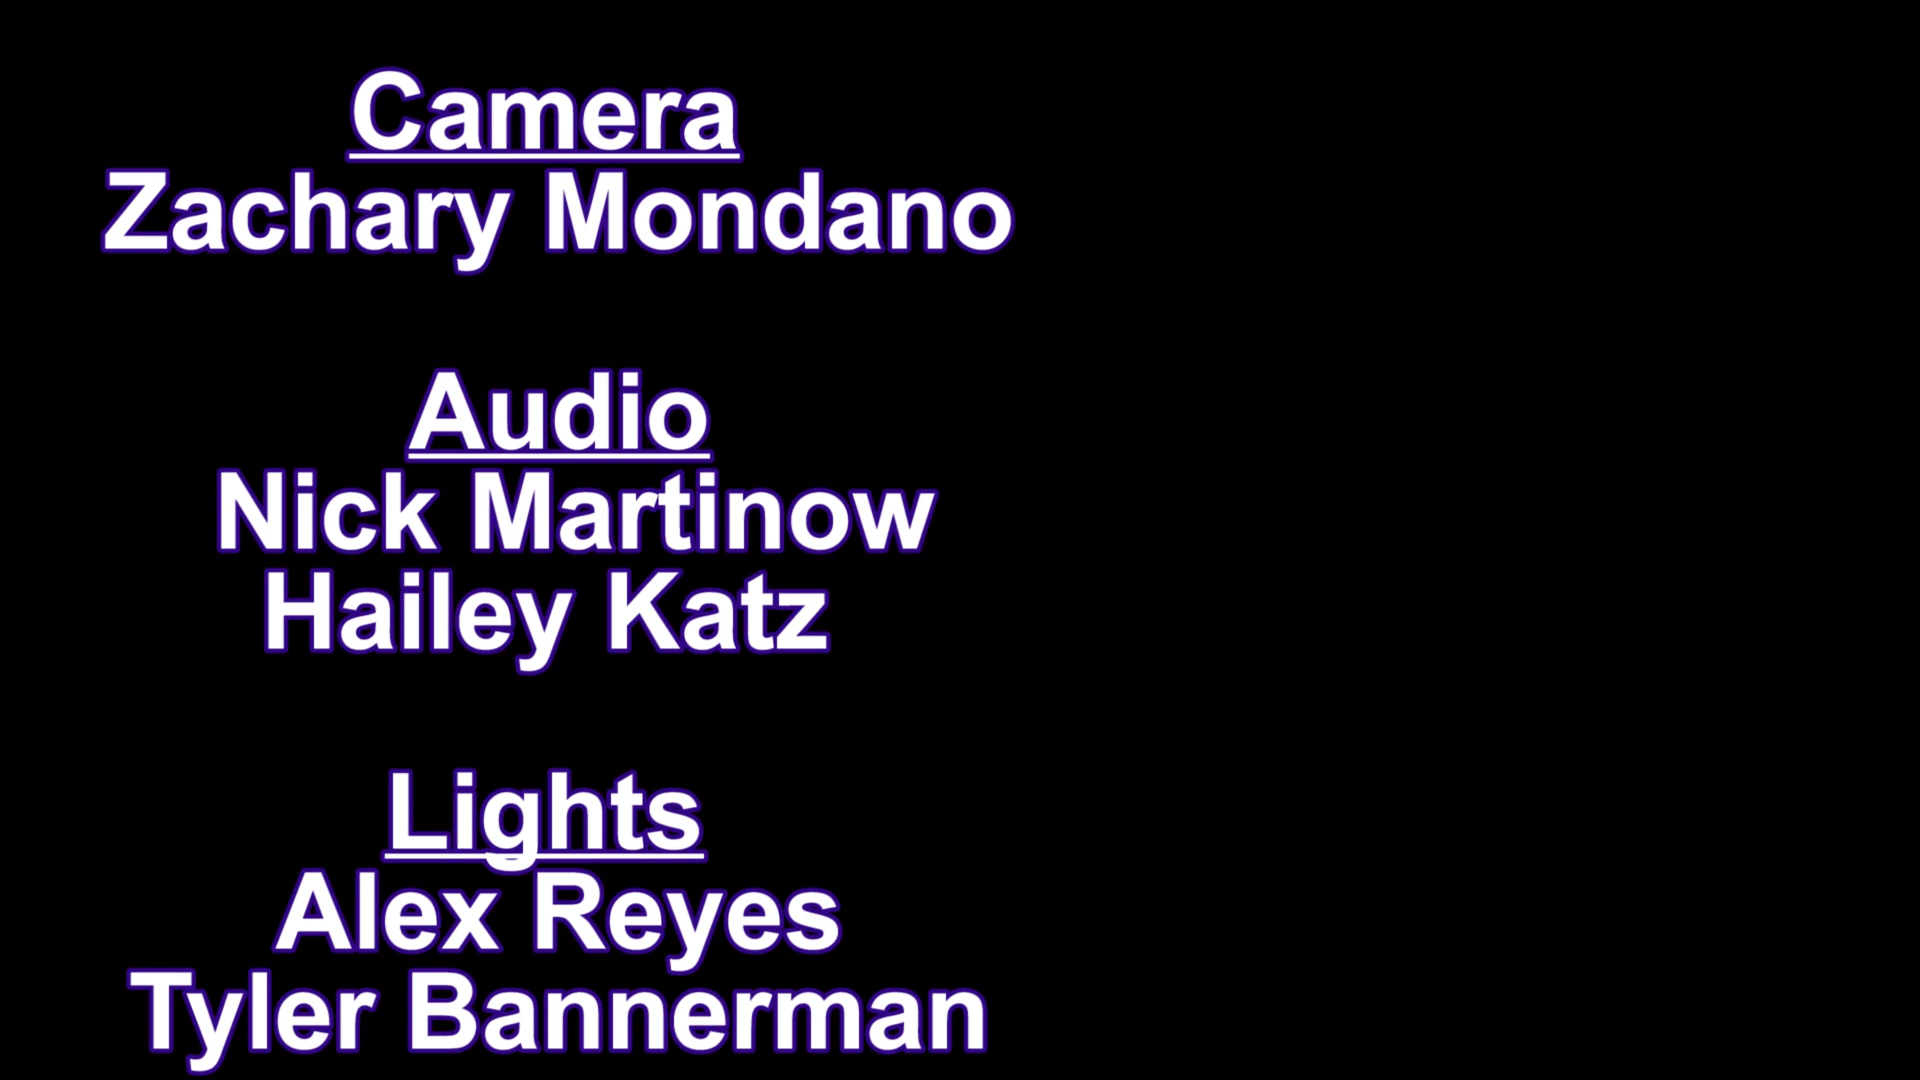 Camera
Zachary Mondano
Audio
Nick Martinow
Hailey Katz
Lights
Alex Reyes
Tyler Bannerman